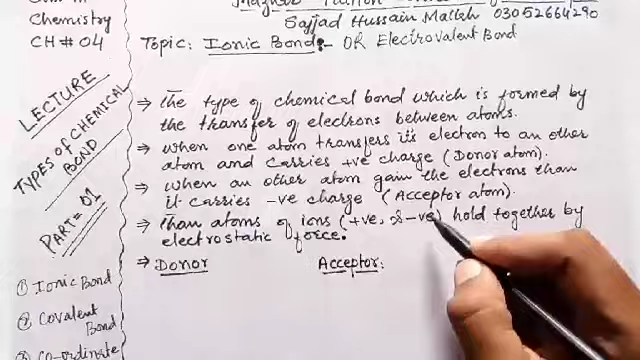 Chemistry
CH # 04
Sajjad Hussain Mallah 03052664290
Topic: Ionic Bond:- OR Electrovalent Bond
LECTURE
TYPES OF CHEMICAL
BOND
PART= 01
① Ionic Bond
② Covalent
Bond
③ Co-ordinate
⇒ The type of chemical bond which is formed by
the transfer of electrons between atoms.
⇒ When one atom transfers it's electron to an other
atom and carries +ve charge (Donor atom).
⇒ When an other atom gain the electrons than
it carries -ve charge (Acceptor atom).
⇒ Than atoms of ions (+ve, & -ve) hold together by
electrostatic force.
⇒ Donor Acceptor: